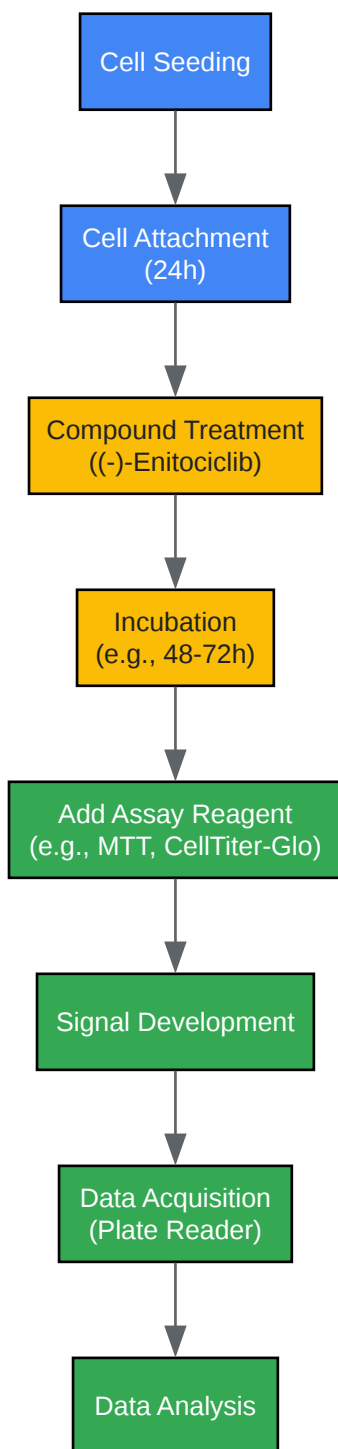 Cell Seeding
Cell Attachment
(24h)
Compound Treatment
((-)-Enitociclib)
Incubation
(e.g., 48-72h)
Add Assay Reagent
(e.g., MTT, CellTiter-Glo)
Signal Development
Data Acquisition
(Plate Reader)
Data Analysis